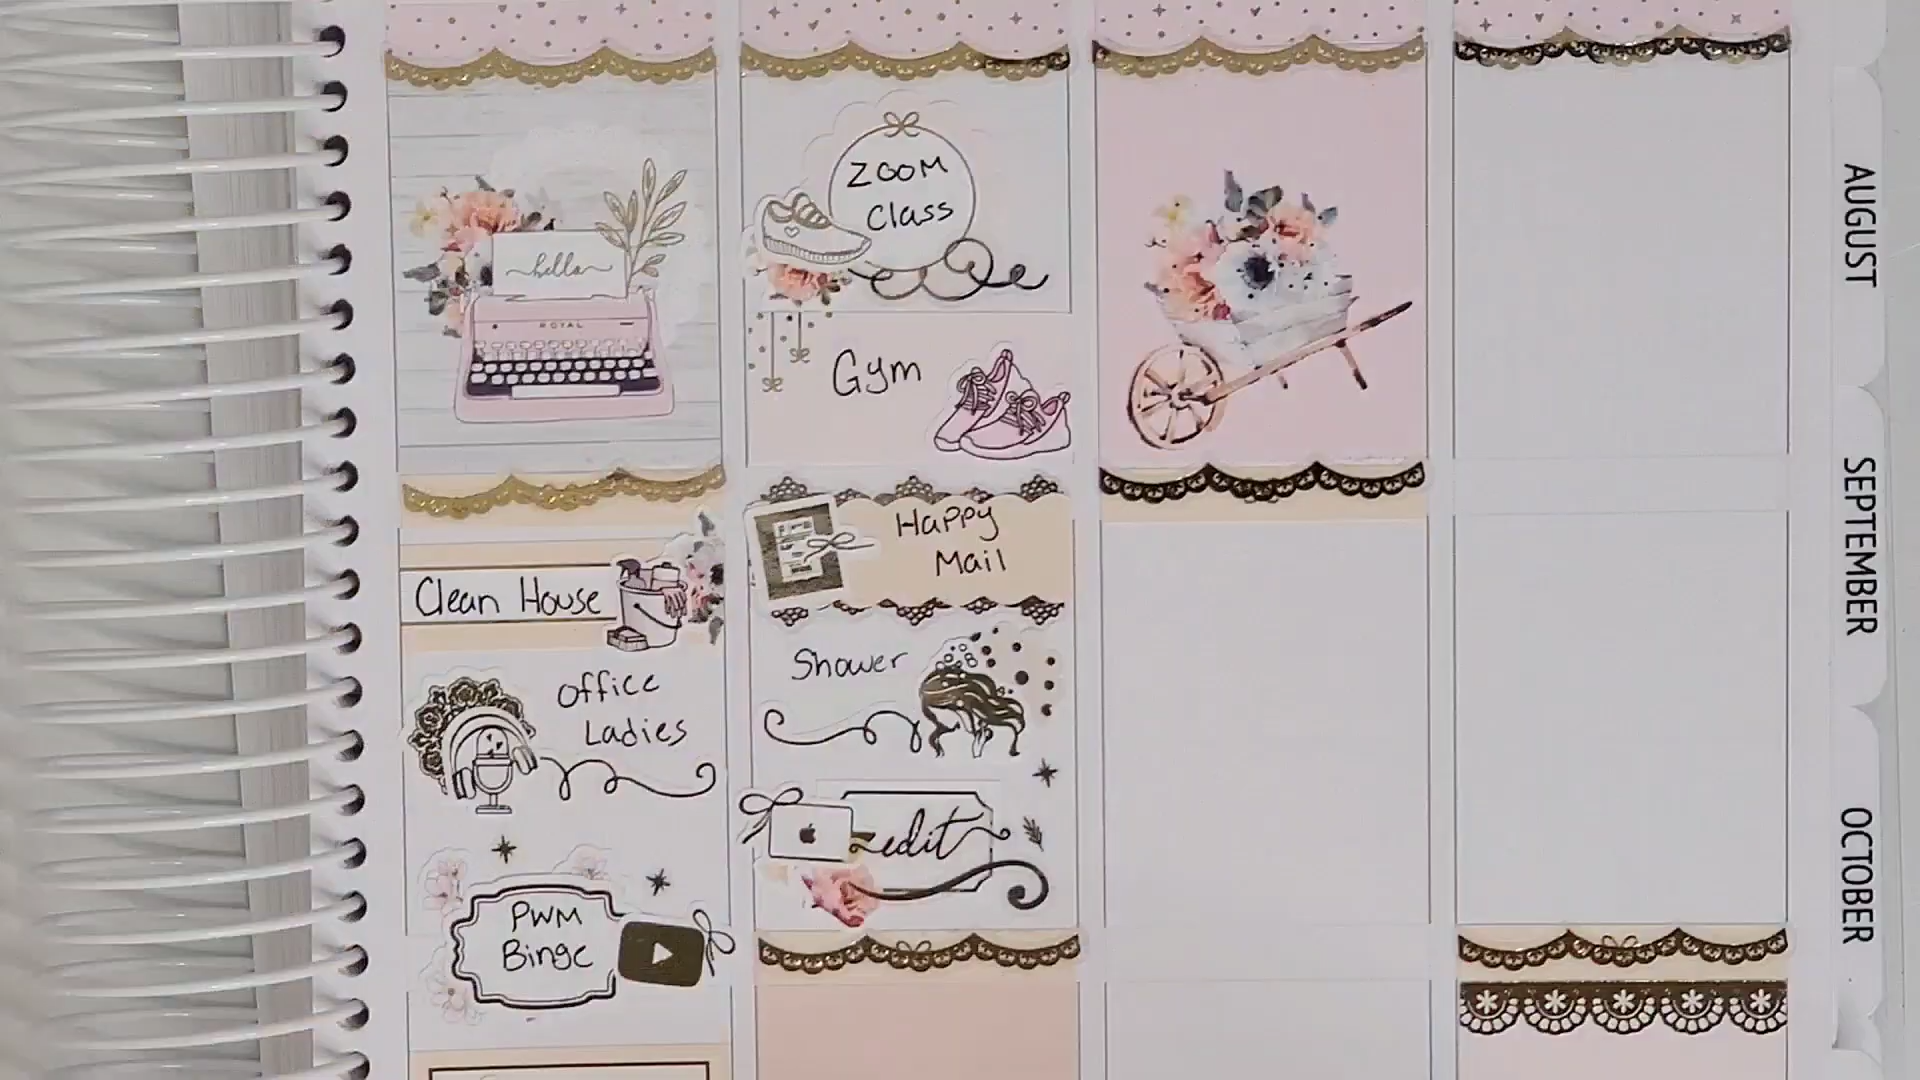 hello
ROYAL
Clean House
Office
Ladies
PWM
Binge
ZOOM
Class
Gym
Happy
Mail
Shower
edit
AUGUST
SEPTEMBER
OCTOBER